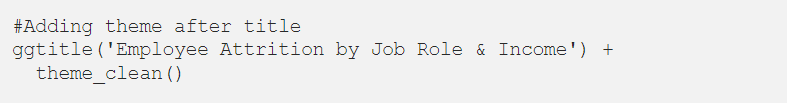 #Adding theme after title
ggtitle('Employee Attrition by Job Role & Income') +
  theme_clean()